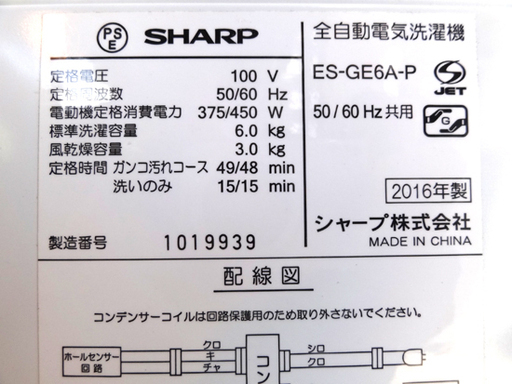 PS
E
SHARP
全自動電気洗濯機
定格電圧 100 V
定格周波数 50/60 Hz
電動機定格消費電力 375/450 W
標準洗濯容量 6.0 kg
風乾燥容量 3.0 kg
定格時間 ガンコ汚れコース 49/48 min
洗いのみ 15/15 min
ES-GE6A-P
JET
50/60 Hz 共用
2016年製
シャープ株式会社
MADE IN CHINA
製造番号 1019939
配線図
コンデンサーコイルは回路保護用のため取り外さないでください。
ホールセンサー
回路
クロ
キ
チャ
コン
シロ
クロ